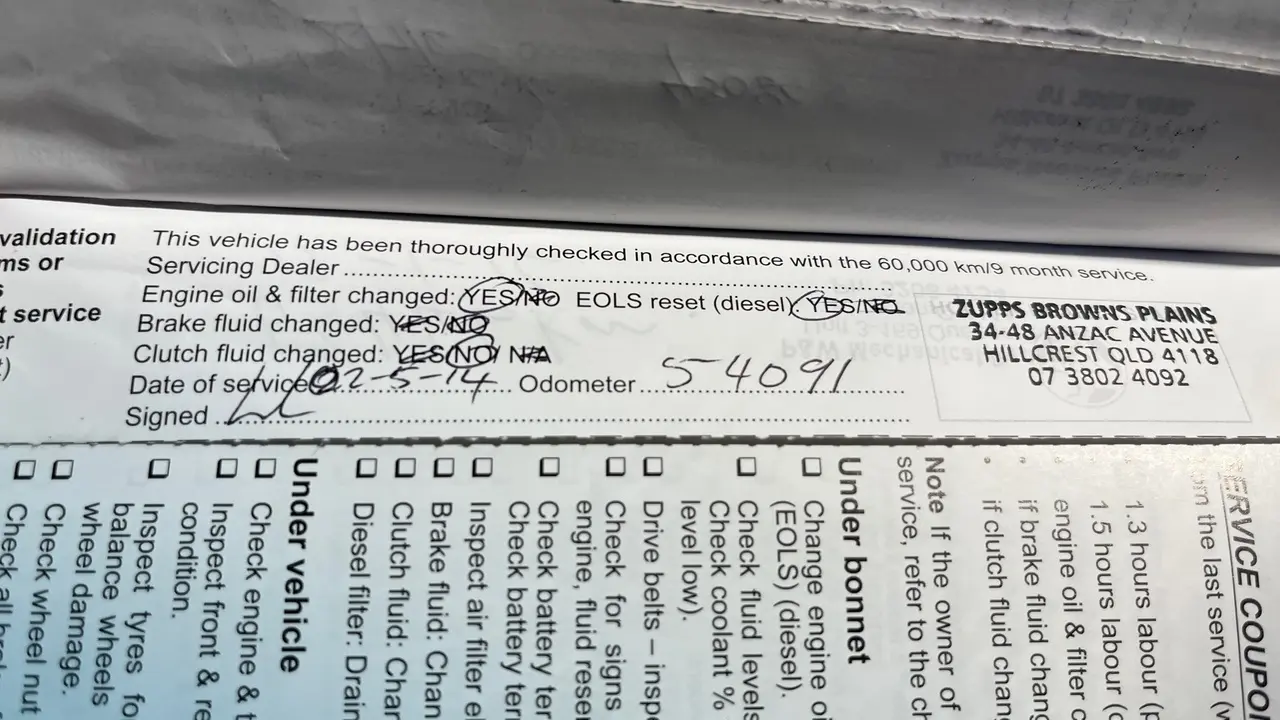 validation
ms or
t service
This vehicle has been thoroughly checked in accordance with the 60,000 km/9 month service.
Servicing Dealer
Engine oil & filter changed: YES/NO EOLS reset (diesel) YES/NO
Brake fluid changed: YES/NO
Clutch fluid changed: YES/NO/ N/A
Date of service 02-5-14 Odometer 54091
Signed
ZUPPS BROWNS PLAINS
34-48 ANZAC AVENUE
HILLCREST QLD 4118
07 3802 4092
SERVICE COUPO
om the last service (
1.3 hours labour (
1.5 hours labour (
engine oil & filter c
if brake fluid chang
if clutch fluid chang
Note If the owner of
service, refer to the ch
Under bonnet
Change engine oi
(EOLS) (diesel).
Check fluid levels
Check coolant %
level low).
Drive belts – inspe
Check for signs
engine, fluid reser
Check battery ter
Check battery tern
Inspect air filter el
Brake fluid: Chan
Clutch fluid: Char
Diesel filter: Drain
Under vehicle
Check engine & t
Inspect front & re
condition.
Inspect tyres fo
balance wheels
wheel damage.
Check wheel nut
Check all br